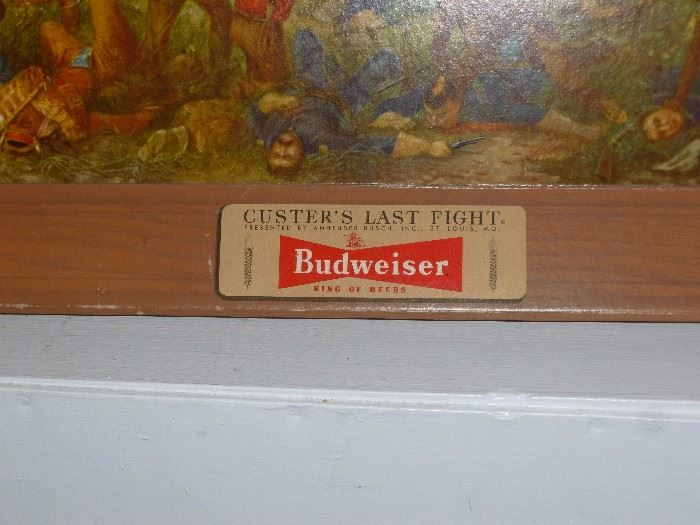 CUSTER'S LAST FIGHT.
PRESENTED BY ANHEUSER-BUSCH, INC., ST. LOUIS, MO.
Budweiser
KING OF BEERS